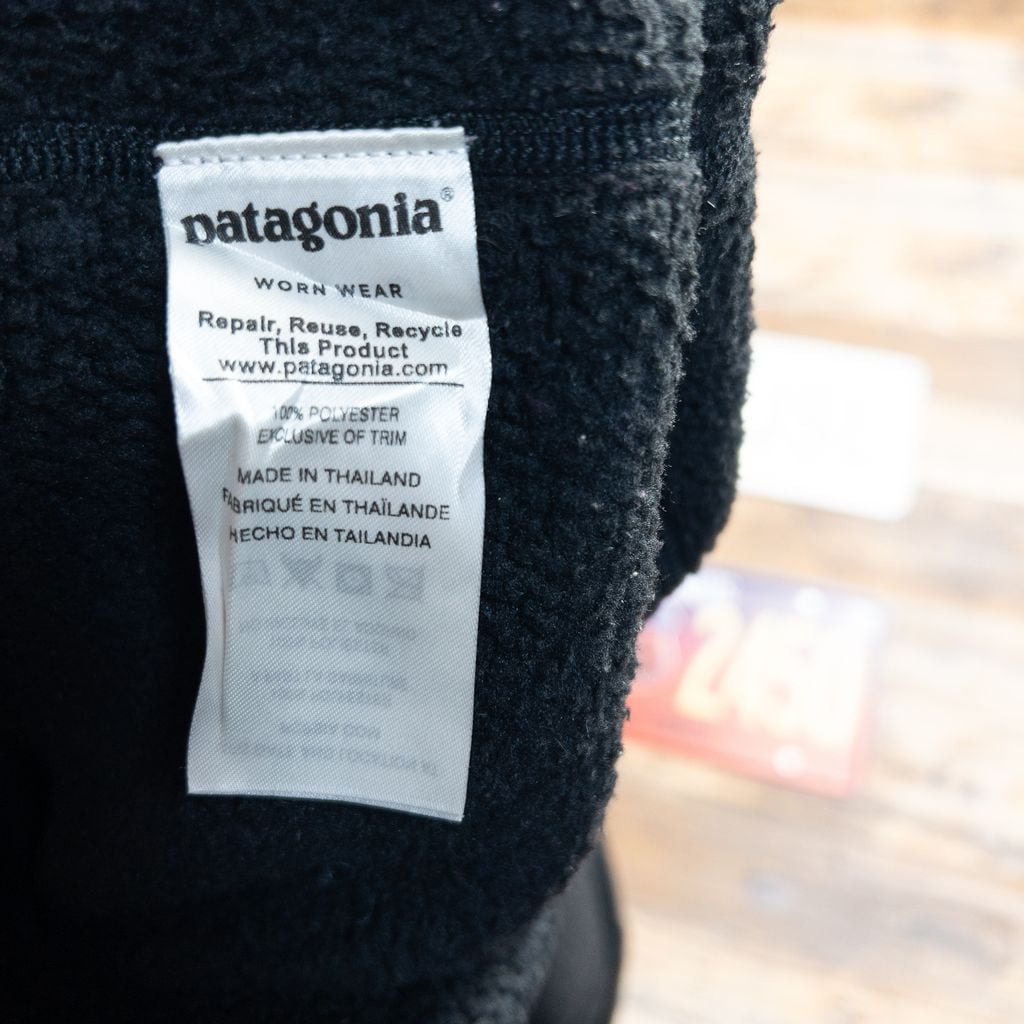 patagonia®
WORN WEAR
Repair, Reuse, Recycle
This Product
www.patagonia.com
100% POLYESTER
EXCLUSIVE OF TRIM
MADE IN THAILAND
FABRIQUÉ EN THAÏLANDE
HECHO EN TAILANDIA